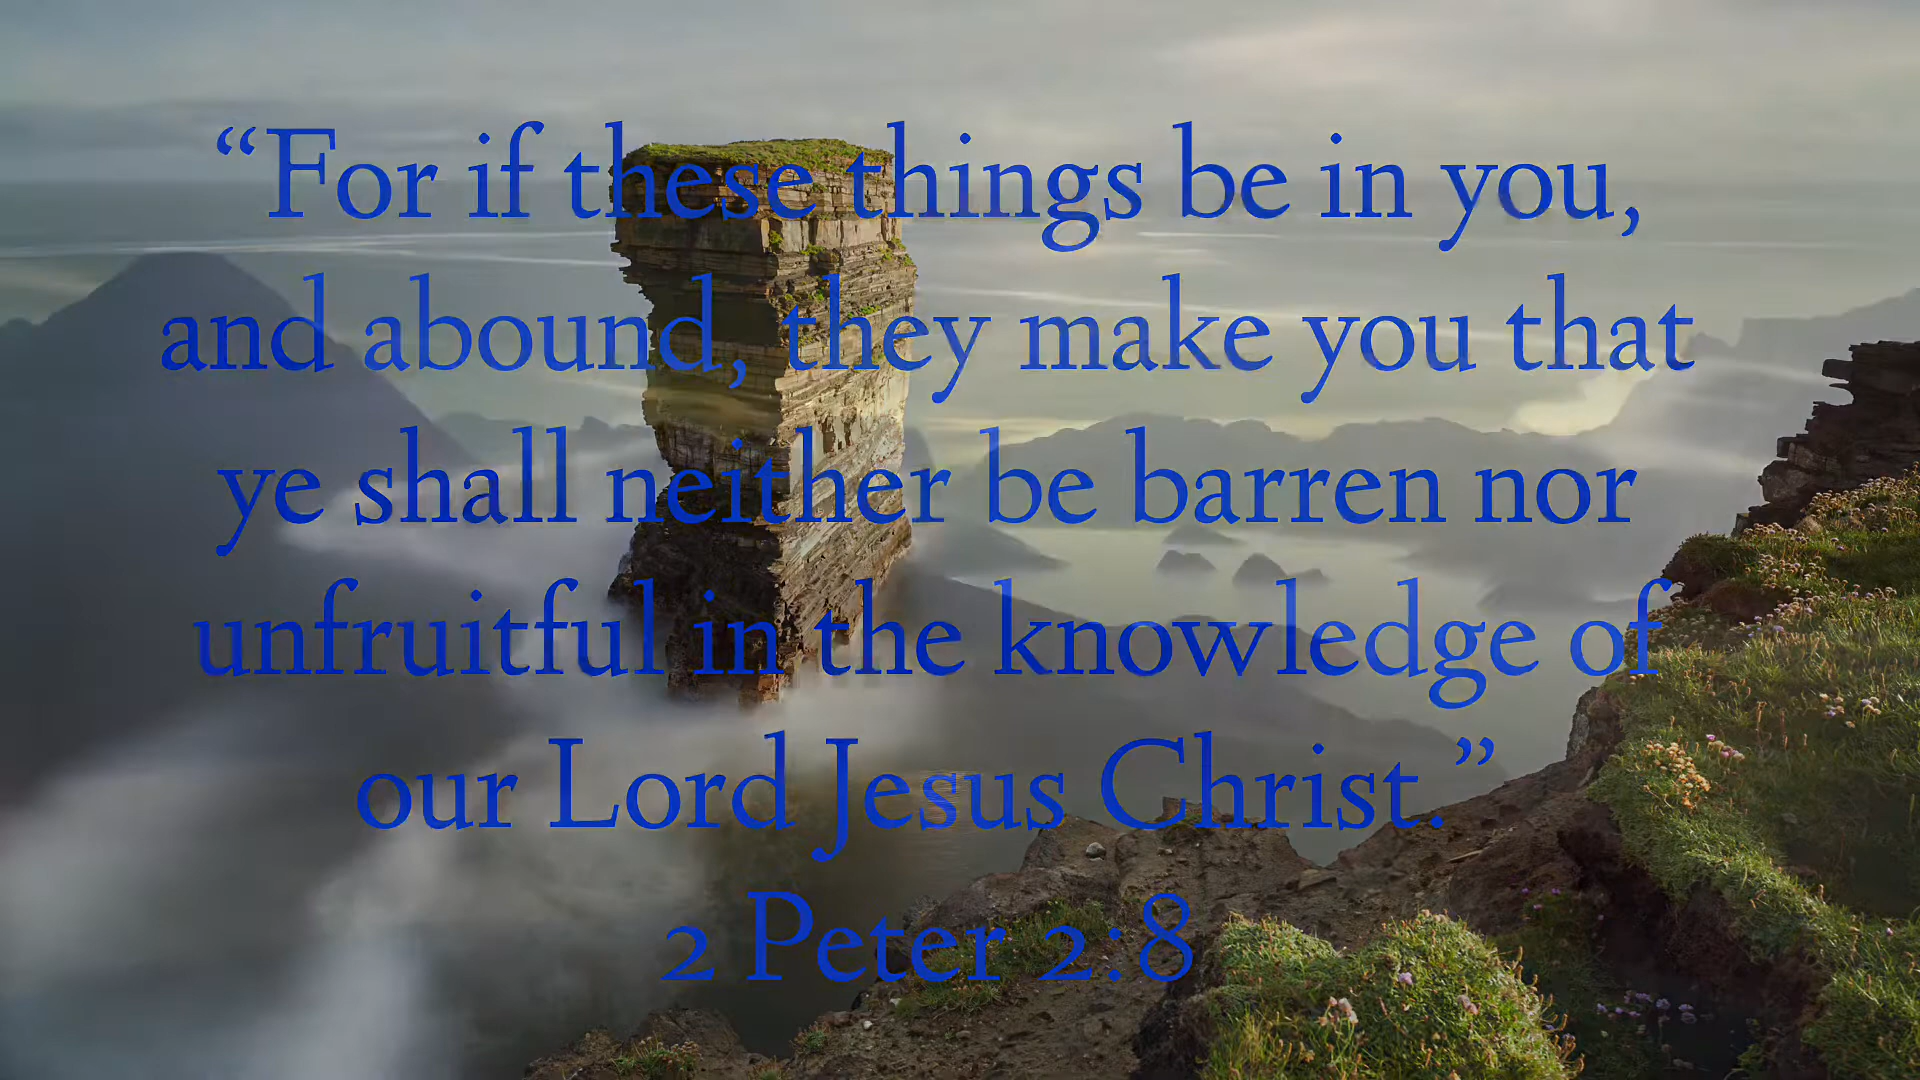 “For if these things be in you,
and abound, they make you that
ye shall neither be barren nor
unfruitful in the knowledge of
our Lord Jesus Christ.”
2 Peter 2:8